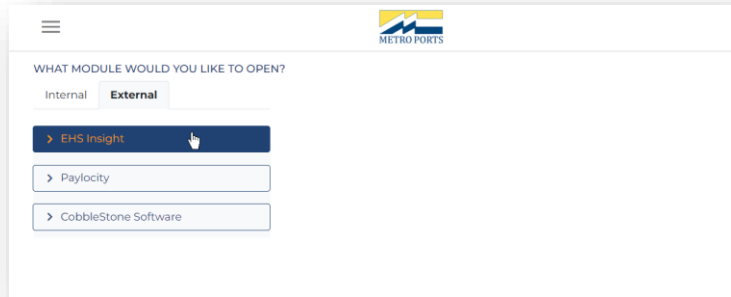 METRO PORTS
WHAT MODULE WOULD YOU LIKE TO OPEN?
Internal External
EHS Insight
Paylocity
CobbleStone Software